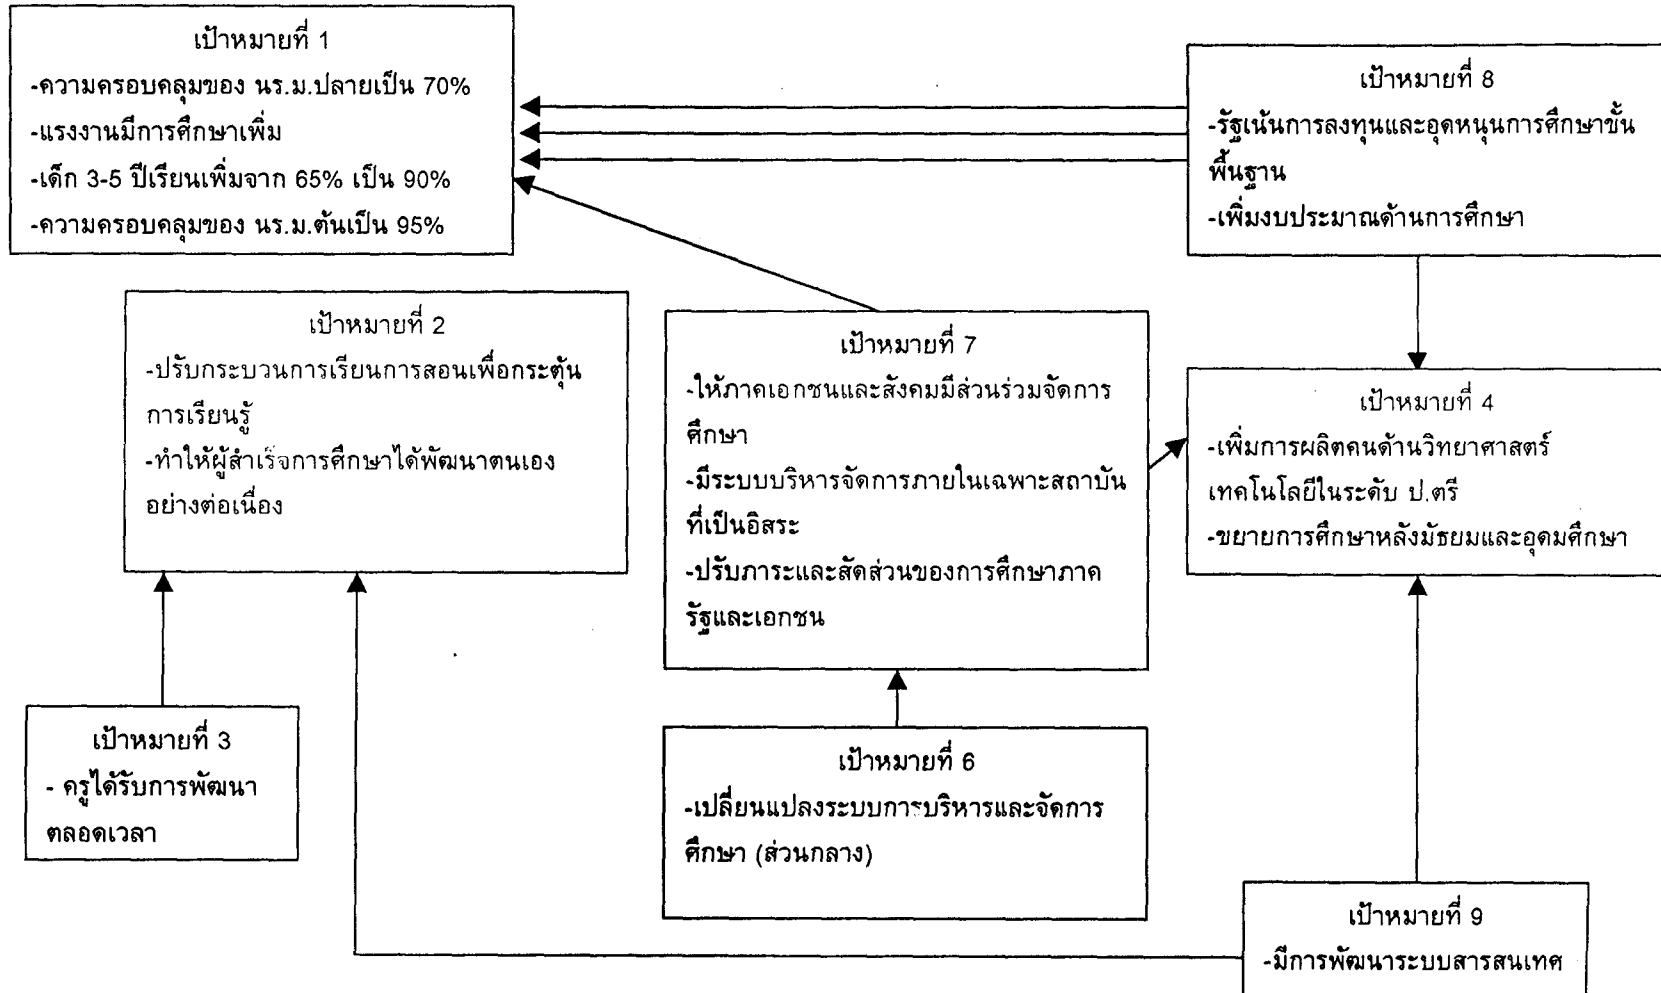 เป้าหมายที่ 1
-ความครอบคลุมของ นร.ม.ปลายเป็น 70%
-แรงงานมีการศึกษาเพิ่ม
-เด็ก 3-5 ปีเรียนเพิ่มจาก 65% เป็น 90%
-ความครอบคลุมของ นร.ม.ต้นเป็น 95%
เป้าหมายที่ 8
-รัฐเน้นการลงทุนและอุดหนุนการศึกษาขั้น
พื้นฐาน
-เพิ่มงบประมาณด้านการศึกษา
เป้าหมายที่ 2
-ปรับกระบวนการเรียนการสอนเพื่อกระตุ้น
การเรียนรู้
-ทำให้ผู้สำเร็จการศึกษาได้พัฒนาตนเอง
อย่างต่อเนื่อง
เป้าหมายที่ 7
-ให้ภาคเอกชนและสังคมมีส่วนร่วมจัดการ
ศึกษา
-มีระบบบริหารจัดการภายในเฉพาะสถาบัน
ที่เป็นอิสระ
-ปรับภาระและสัดส่วนของการศึกษาภาค
รัฐและเอกชน
เป้าหมายที่ 4
-เพิ่มการผลิตคนด้านวิทยาศาสตร์
เทคโนโลยีในระดับ ป.ตรี
-ขยายการศึกษาหลังมัธยมและอุดมศึกษา
เป้าหมายที่ 3
- ครูได้รับการพัฒนา
ตลอดเวลา
เป้าหมายที่ 6
-เปลี่ยนแปลงระบบการบริหารและจัดการ
ศึกษา (ส่วนกลาง)
เป้าหมายที่ 9
-มีการพัฒนาระบบสารสนเทศ